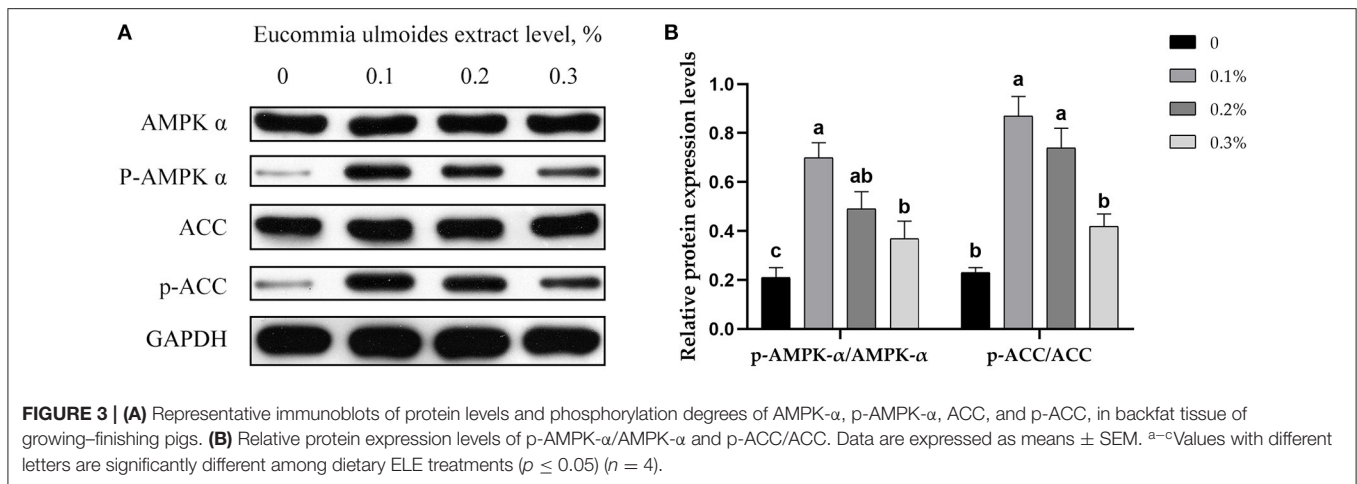 A
Eucommia ulmoides extract level, %
0 0.1 0.2 0.3
AMPK α
P-AMPK α
ACC
p-ACC
GAPDH
B
0
0.1%
0.2%
0.3%
Relative protein expression levels
1.0
0.8
0.6
0.4
0.2
0.0
c a ab b
b a a b
p-AMPK-α/AMPK-α p-ACC/ACC
FIGURE 3 | (A) Representative immunoblots of protein levels and phosphorylation degrees of AMPK-α, p-AMPK-α, ACC, and p-ACC, in backfat tissue of
growing–finishing pigs. (B) Relative protein expression levels of p-AMPK-α/AMPK-α and p-ACC/ACC. Data are expressed as means ± SEM. a–cValues with different
letters are significantly different among dietary ELE treatments (p ≤ 0.05) (n = 4).